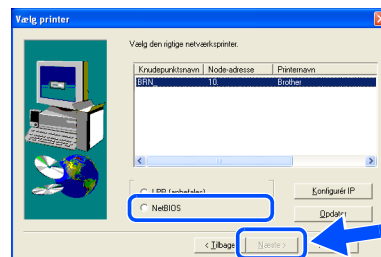 Vælg printer
Vælg den rigtige netværksprinter.
Knudepunktsnavn Node-adresse Printernavn
BRN_ 10. Brother
LPR (anbefales)
Konfigurér IP
NetBIOS
Opdater
< Tilbage Næste >